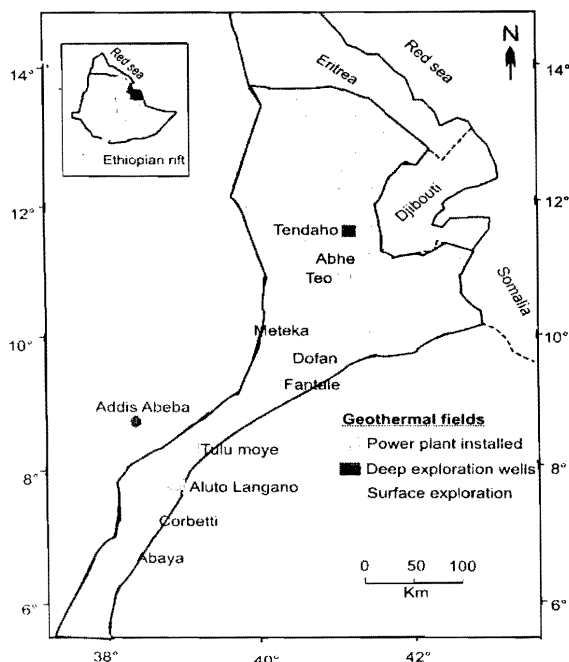 N
14°
14°
Red sea
Red sea
Eritrea
Ethiopian rift
12°
12°
Djibouti
Tendaho
Abhe
Teo
Somalia
Meteka
10°
10°
Dofan
Fantale
Addis Abeba
Geothermal fields
Power plant installed
Tulu moye
8°
8°
Deep exploration wells
Aluto Langano
Surface exploration
Corbetti
Abaya
0 50 100
Km
6°
6°
38°
40°
42°